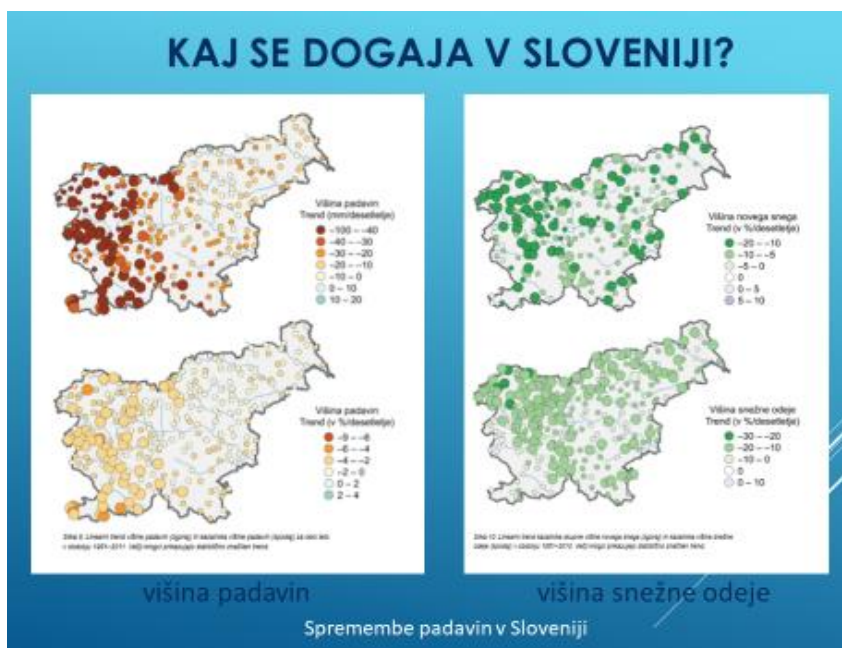 KAJ SE DOGAJA V SLOVENIJI?
Višina padavin
Trend (mm/desetletje)
−100 – −40
−40 – −30
−30 – −20
−20 – −10
−10 – 0
0 – 10
10 – 20
Višina padavin
Trend (v %/desetletje)
−9 – −6
−6 – −4
−4 – −2
−2 – 0
0 – 2
2 – 4
Višina novega snega
Trend (v %/desetletje)
−20 – −10
−10 – −5
−5 – 0
0
0 – 5
5 – 10
Višina snežne odeje
Trend (v %/desetletje)
−30 – −20
−20 – −10
−10 – 0
0
0 – 10
višina padavin
višina snežne odeje
Spremembe padavin v Sloveniji